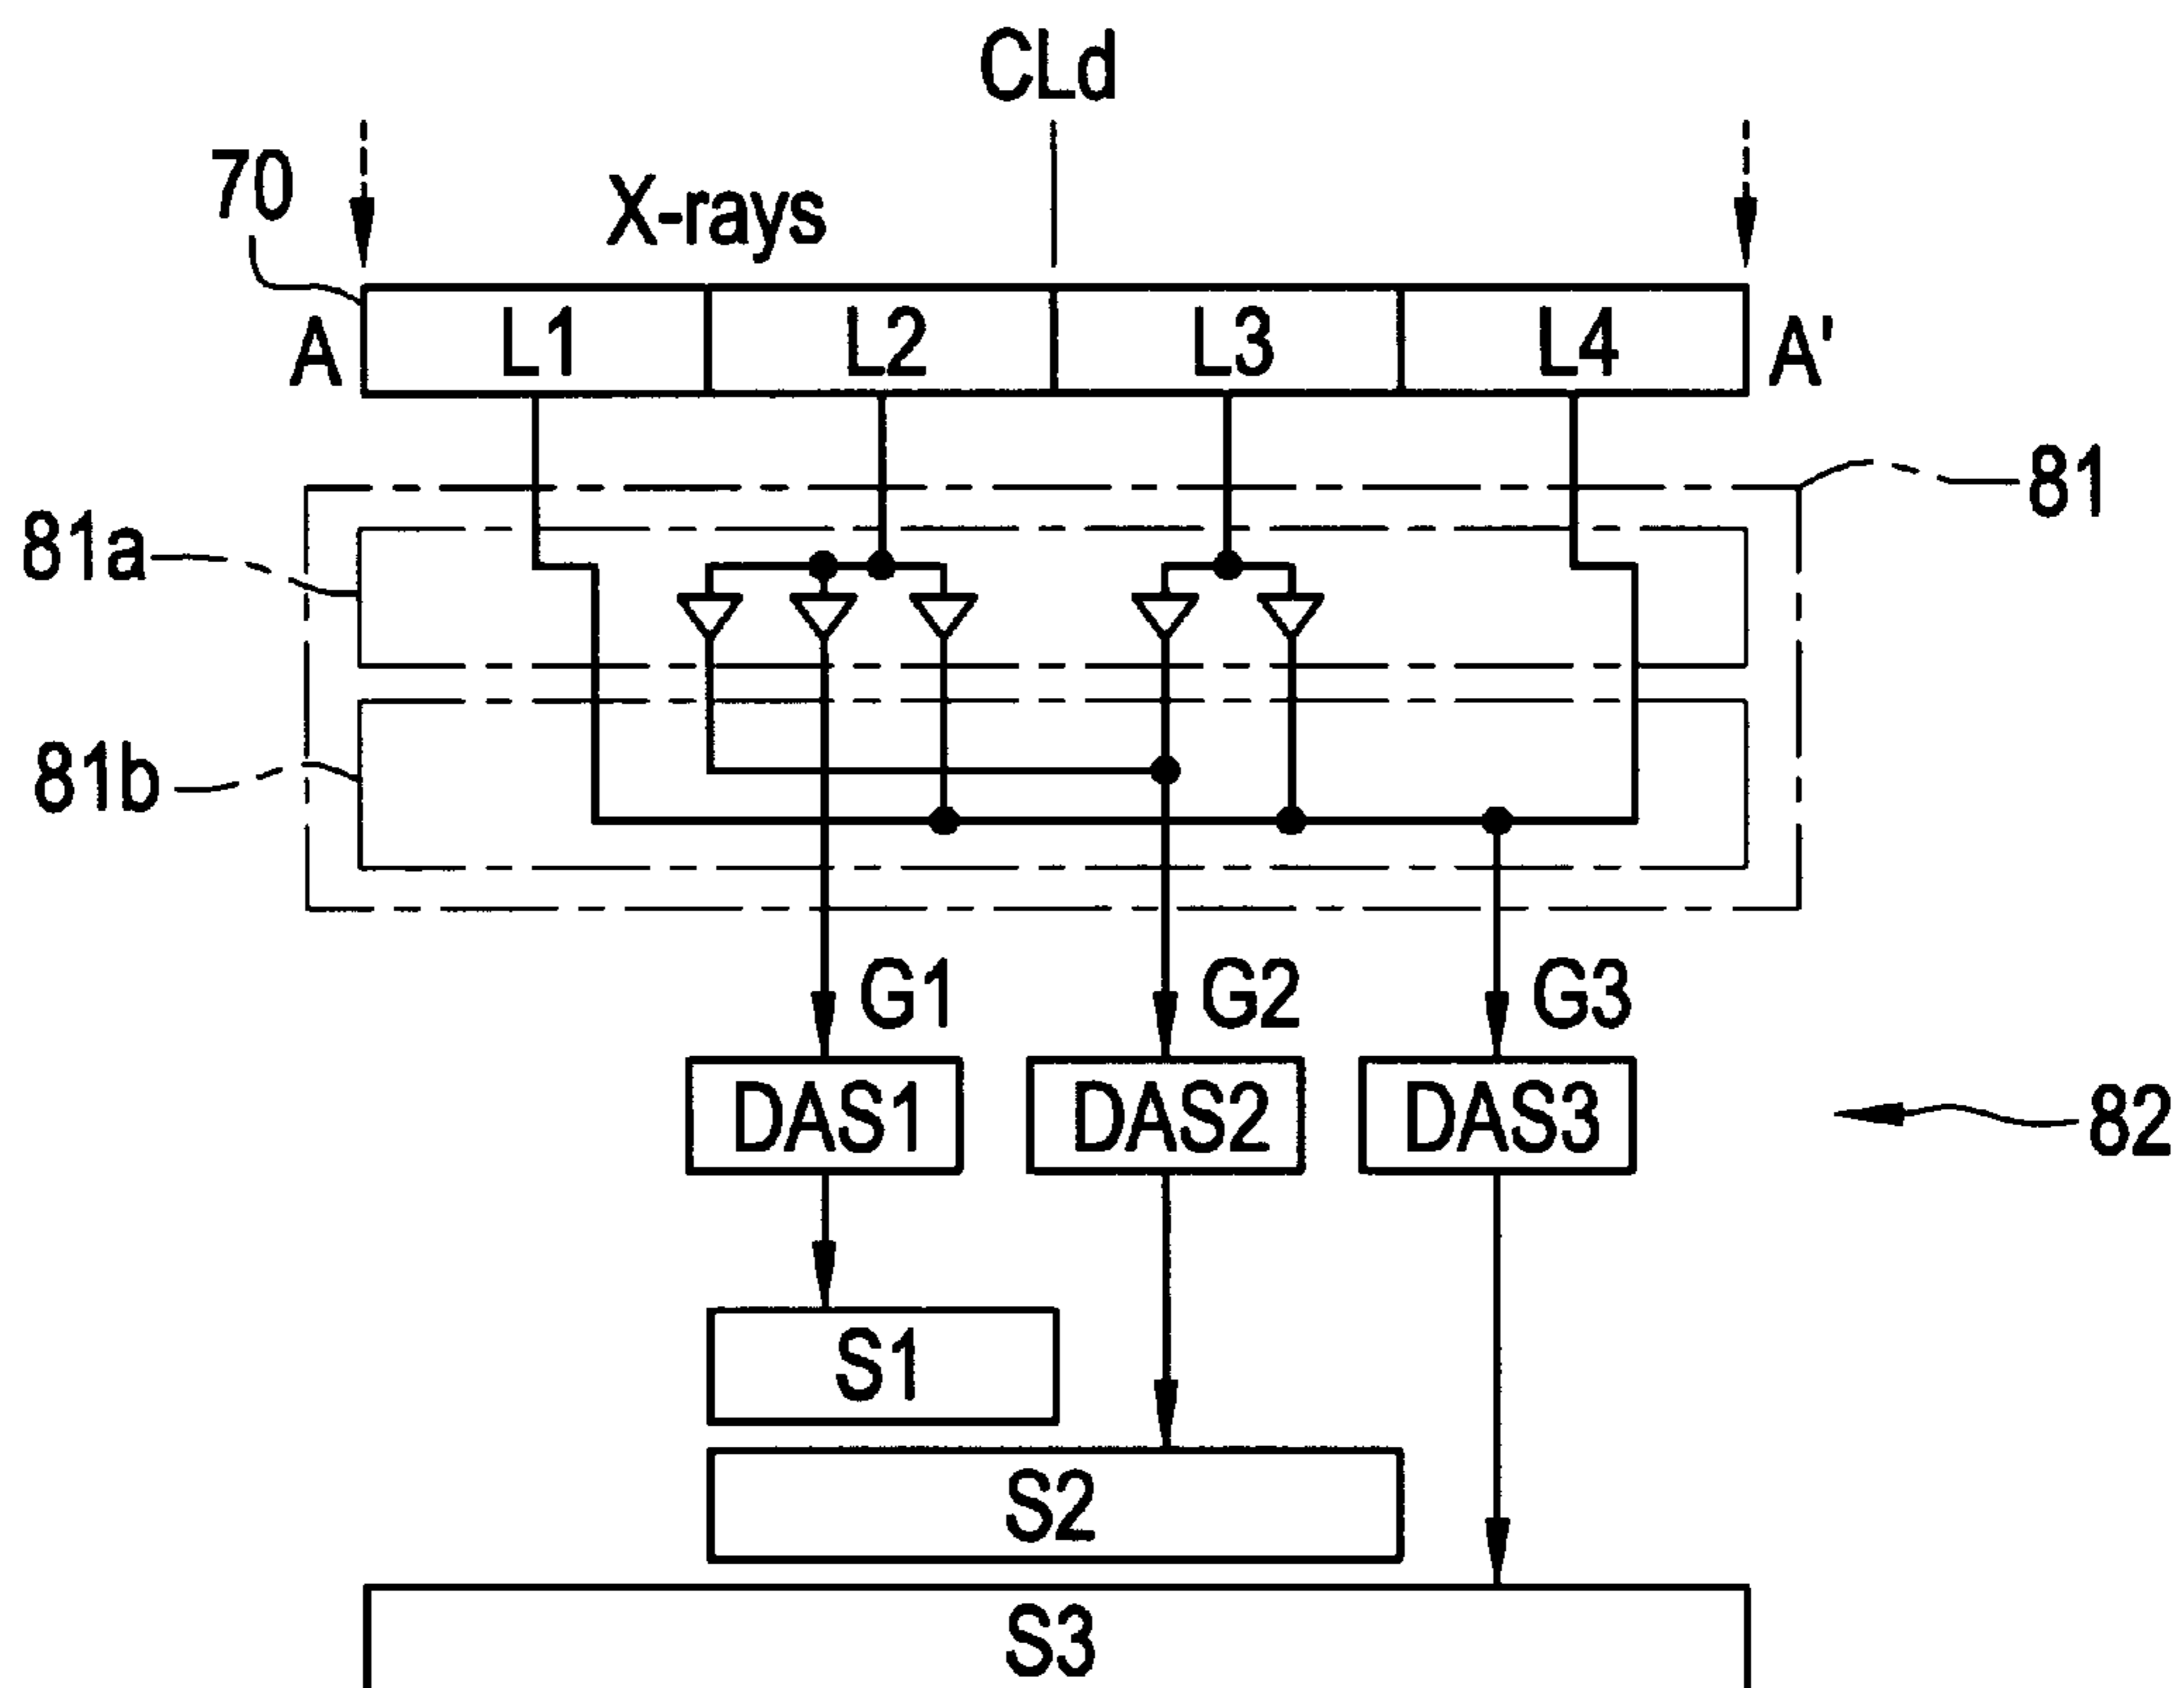 CLd
70
X-rays
A
L1
L2
L3
L4
A'
81
81a
81b
G1
G2
G3
DAS1
DAS2
DAS3
82
S1
S2
S3